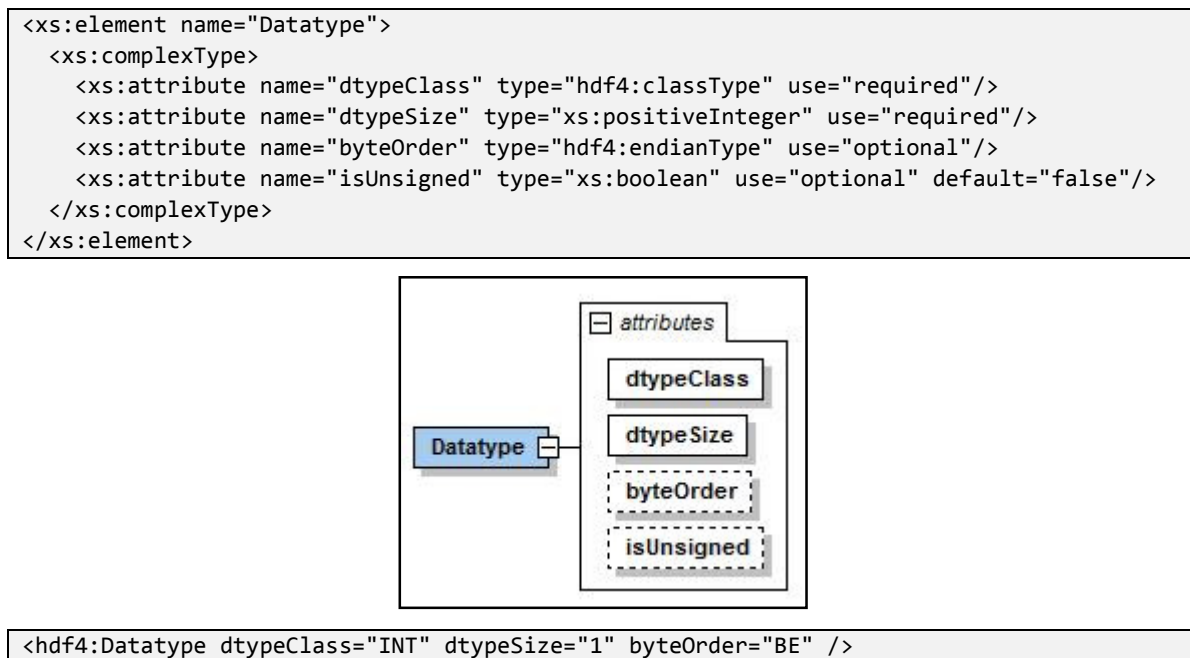 <xs:element name="Datatype">
  <xs:complexType>
    <xs:attribute name="dtypeClass" type="hdf4:classType" use="required"/>
    <xs:attribute name="dtypeSize" type="xs:positiveInteger" use="required"/>
    <xs:attribute name="byteOrder" type="hdf4:endianType" use="optional"/>
    <xs:attribute name="isUnsigned" type="xs:boolean" use="optional" default="false"/>
  </xs:complexType>
</xs:element>
attributes
dtypeClass
dtypeSize
Datatype
byteOrder
isUnsigned
<hdf4:Datatype dtypeClass="INT" dtypeSize="1" byteOrder="BE" />